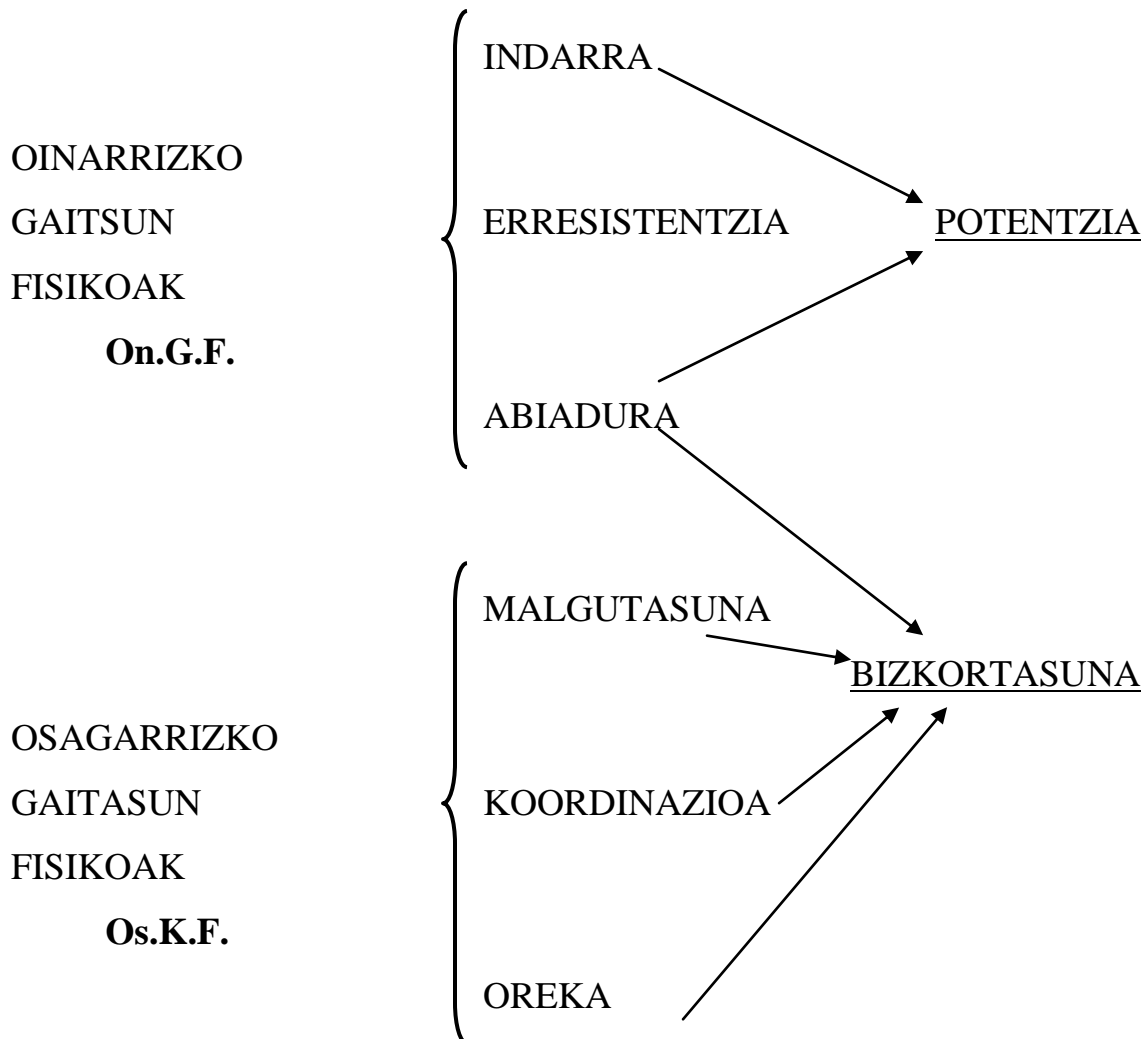 INDARRA
OINARRIZKO
GAITSUN
FISIKOAK
On.G.F.
ERRESISTENTZIA
POTENTZIA
ABIADURA
MALGUTASUNA
BIZKORTASUNA
OSAGARRIZKO
GAITASUN
FISIKOAK
Os.K.F.
KOORDINAZIOA
OREKA